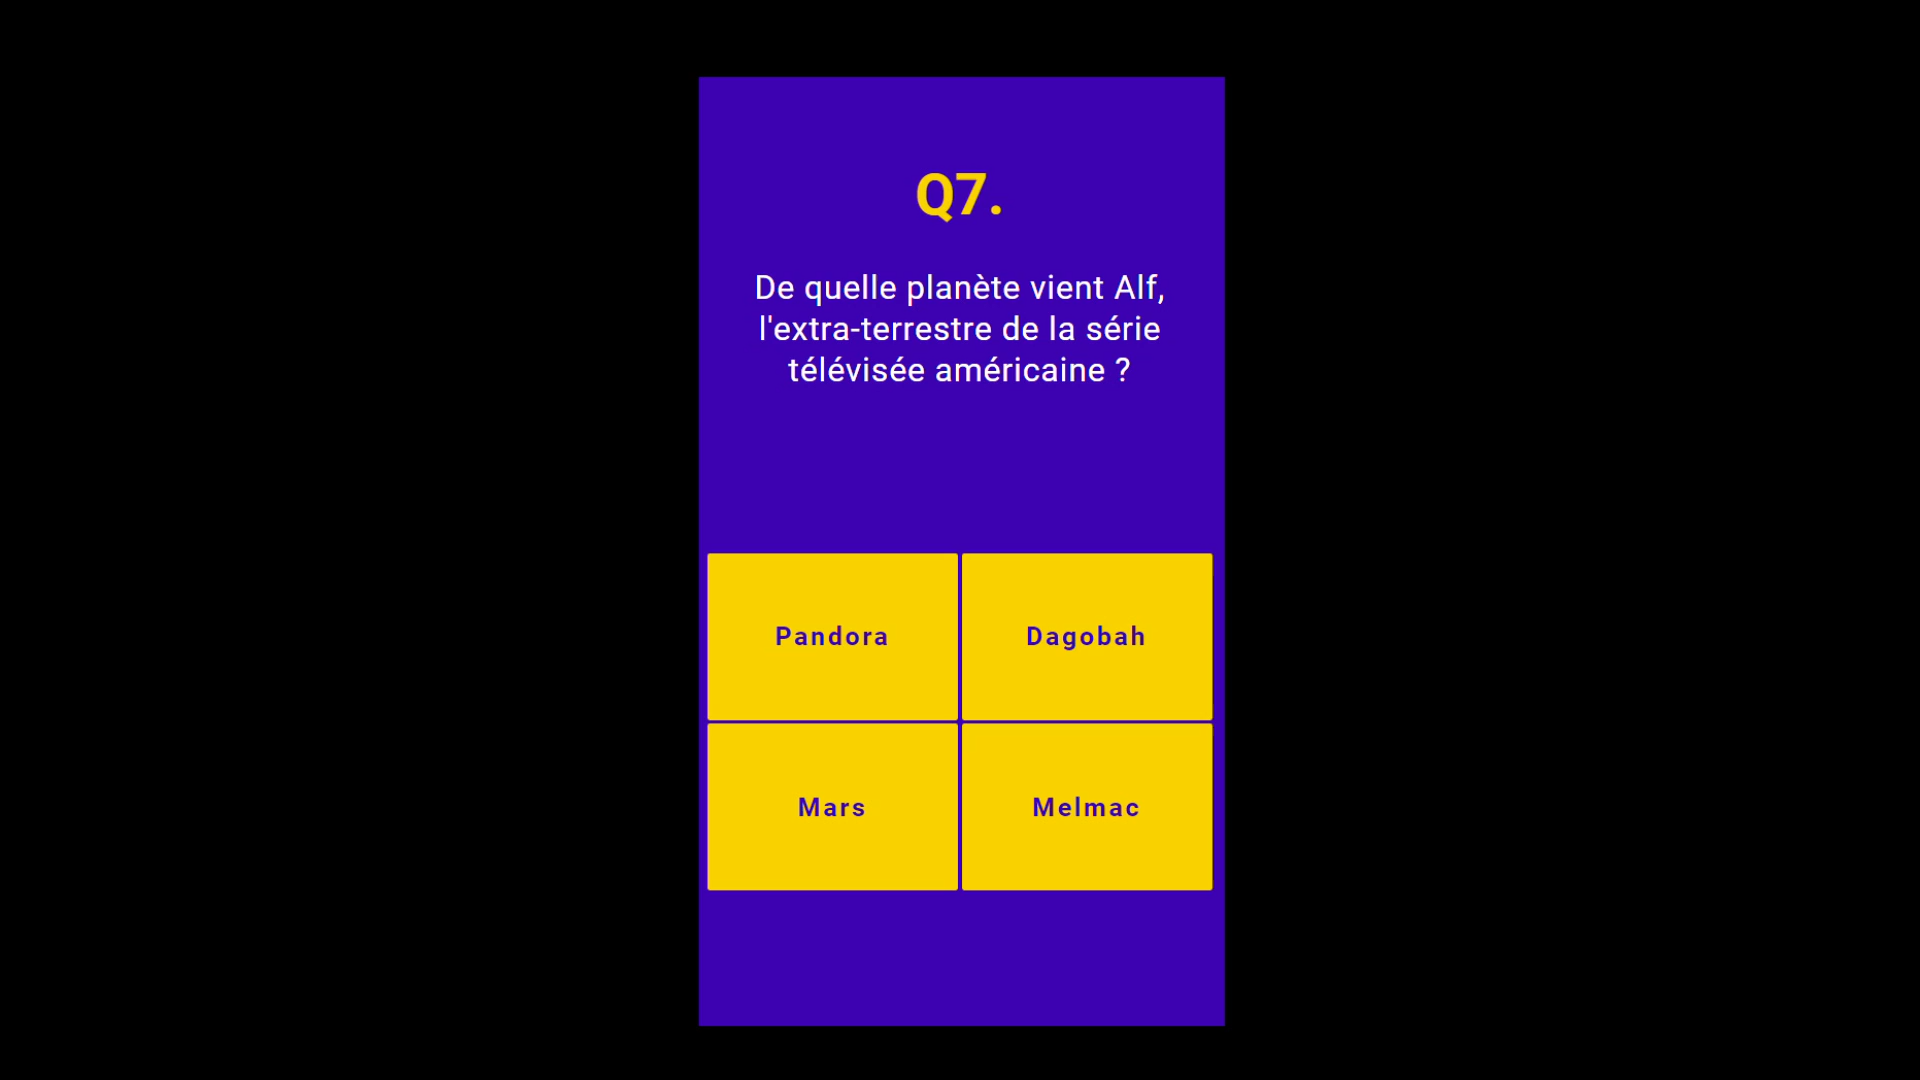 Q7.
De quelle planète vient Alf,
l'extra-terrestre de la série
télévisée américaine ?
Pandora
Dagobah
Mars
Melmac